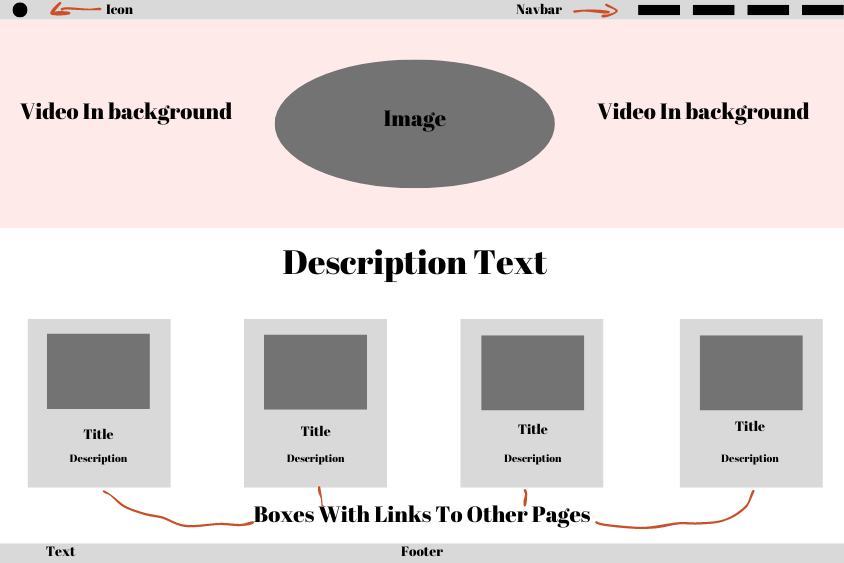 Icon
Navbar
Video In background
Image
Video In background
Description Text
Title
Description
Title
Description
Title
Description
Title
Description
Boxes With Links To Other Pages
Text
Footer